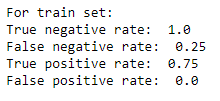 For train set:
True negative rate:  1.0
False negative rate:  0.25
True positive rate:  0.75
False positive rate:  0.0